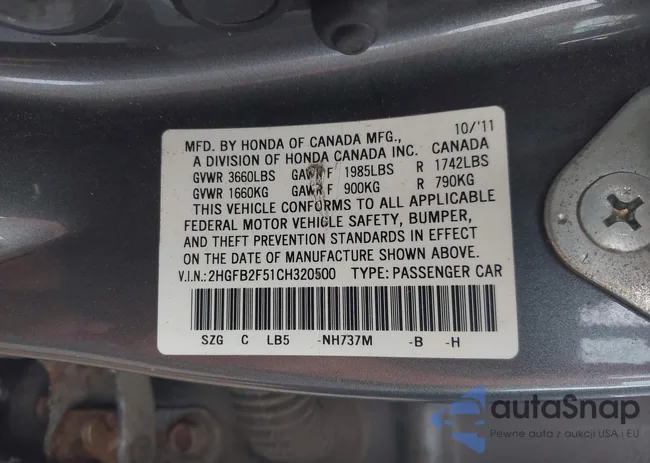 MFD. BY HONDA OF CANADA MFG., 10/'11
A DIVISION OF HONDA CANADA INC. CANADA
GVWR 3660LBS GAWR F 1985LBS R 1742LBS
GVWR 1660KG GAWR F 900KG R 790KG
THIS VEHICLE CONFORMS TO ALL APPLICABLE
FEDERAL MOTOR VEHICLE SAFETY, BUMPER,
AND THEFT PREVENTION STANDARDS IN EFFECT
ON THE DATE OF MANUFACTURE SHOWN ABOVE.
V.I.N.: 2HGFB2F51CH320500 TYPE: PASSENGER CAR
SZG C LB5 -NH737M -B -H
autoSnap
Pewne auta z aukcji USA i EU